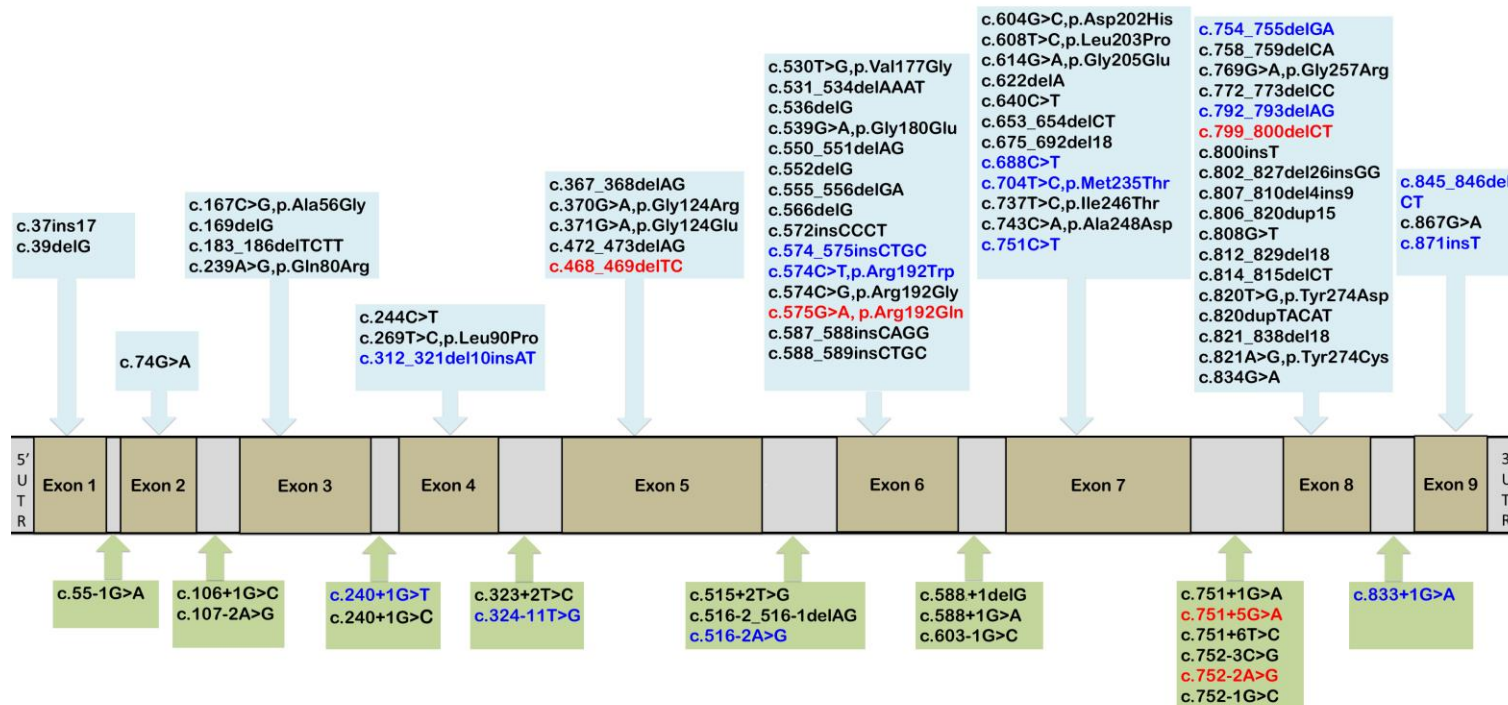 c.37ins17
c.39delG
c.74G>A
c.167C>G,p.Ala56Gly
c.169delG
c.183_186delTCTT
c.239A>G,p.Gln80Arg
c.244C>T
c.269T>C,p.Leu90Pro
c.312_321del10insAT
c.367_368delAG
c.370G>A,p.Gly124Arg
c.371G>A,p.Gly124Glu
c.472_473delAG
c.468_469delTC
c.530T>G,p.Val177Gly
c.531_534delAAAT
c.536delG
c.539G>A,p.Gly180Glu
c.550_551delAG
c.552delG
c.555_556delGA
c.566delG
c.572insCCCT
c.574_575insCTGC
c.574C>T,p.Arg192Trp
c.574C>G,p.Arg192Gly
c.575G>A, p.Arg192Gln
c.587_588insCAGG
c.588_589insCTGC
c.604G>C,p.Asp202His
c.608T>C,p.Leu203Pro
c.614G>A,p.Gly205Glu
c.622delA
c.640C>T
c.653_654delCT
c.675_692del18
c.688C>T
c.704T>C,p.Met235Thr
c.737T>C,p.Ile246Thr
c.743C>A,p.Ala248Asp
c.751C>T
c.754_755delGA
c.758_759delCA
c.769G>A,p.Gly257Arg
c.772_773delCC
c.792_793delAG
c.799_800delCT
c.800insT
c.802_827del26insGG
c.807_810del4ins9
c.806_820dup15
c.808G>T
c.812_829del18
c.814_815delCT
c.820T>G,p.Tyr274Asp
c.820dupTACAT
c.821_838del18
c.821A>G,p.Tyr274Cys
c.834G>A
c.845_846del
CT
c.867G>A
c.871insT
5′
U
T
R
Exon 1
Exon 2
Exon 3
Exon 4
Exon 5
Exon 6
Exon 7
Exon 8
Exon 9
3′
U
T
R
c.55-1G>A
c.106+1G>C
c.107-2A>G
c.240+1G>T
c.240+1G>C
c.323+2T>C
c.324-11T>G
c.515+2T>G
c.516-2_516-1delAG
c.516-2A>G
c.588+1delG
c.588+1G>A
c.603-1G>C
c.751+1G>A
c.751+5G>A
c.751+6T>C
c.752-3C>G
c.752-2A>G
c.752-1G>C
c.833+1G>A